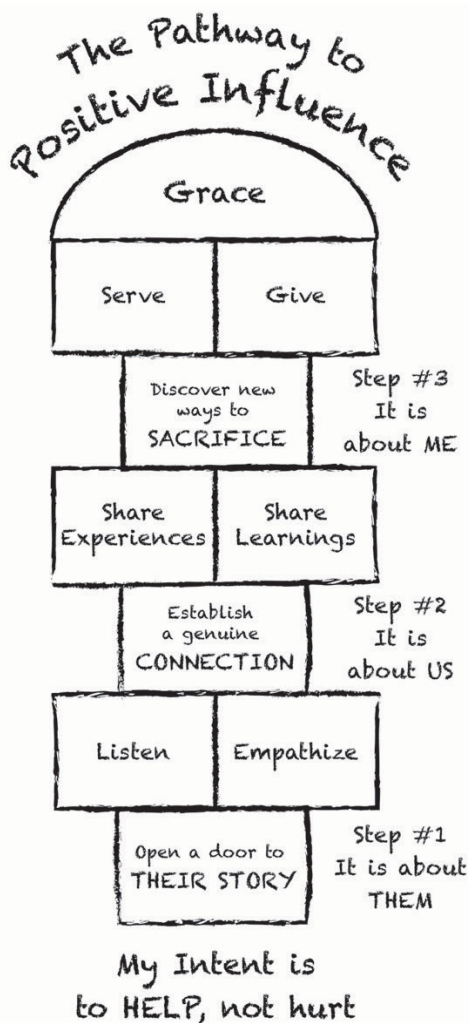 The Pathway to
Positive Influence
Grace
Serve
Give
Discover new
ways to
SACRIFICE
Step #3
It is
about ME
Share
Experiences
Share
Learnings
Establish
a genuine
CONNECTION
Step #2
It is
about US
Listen
Empathize
Open a door to
THEIR STORY
Step #1
It is about
THEM
My Intent is
to HELP, not hurt